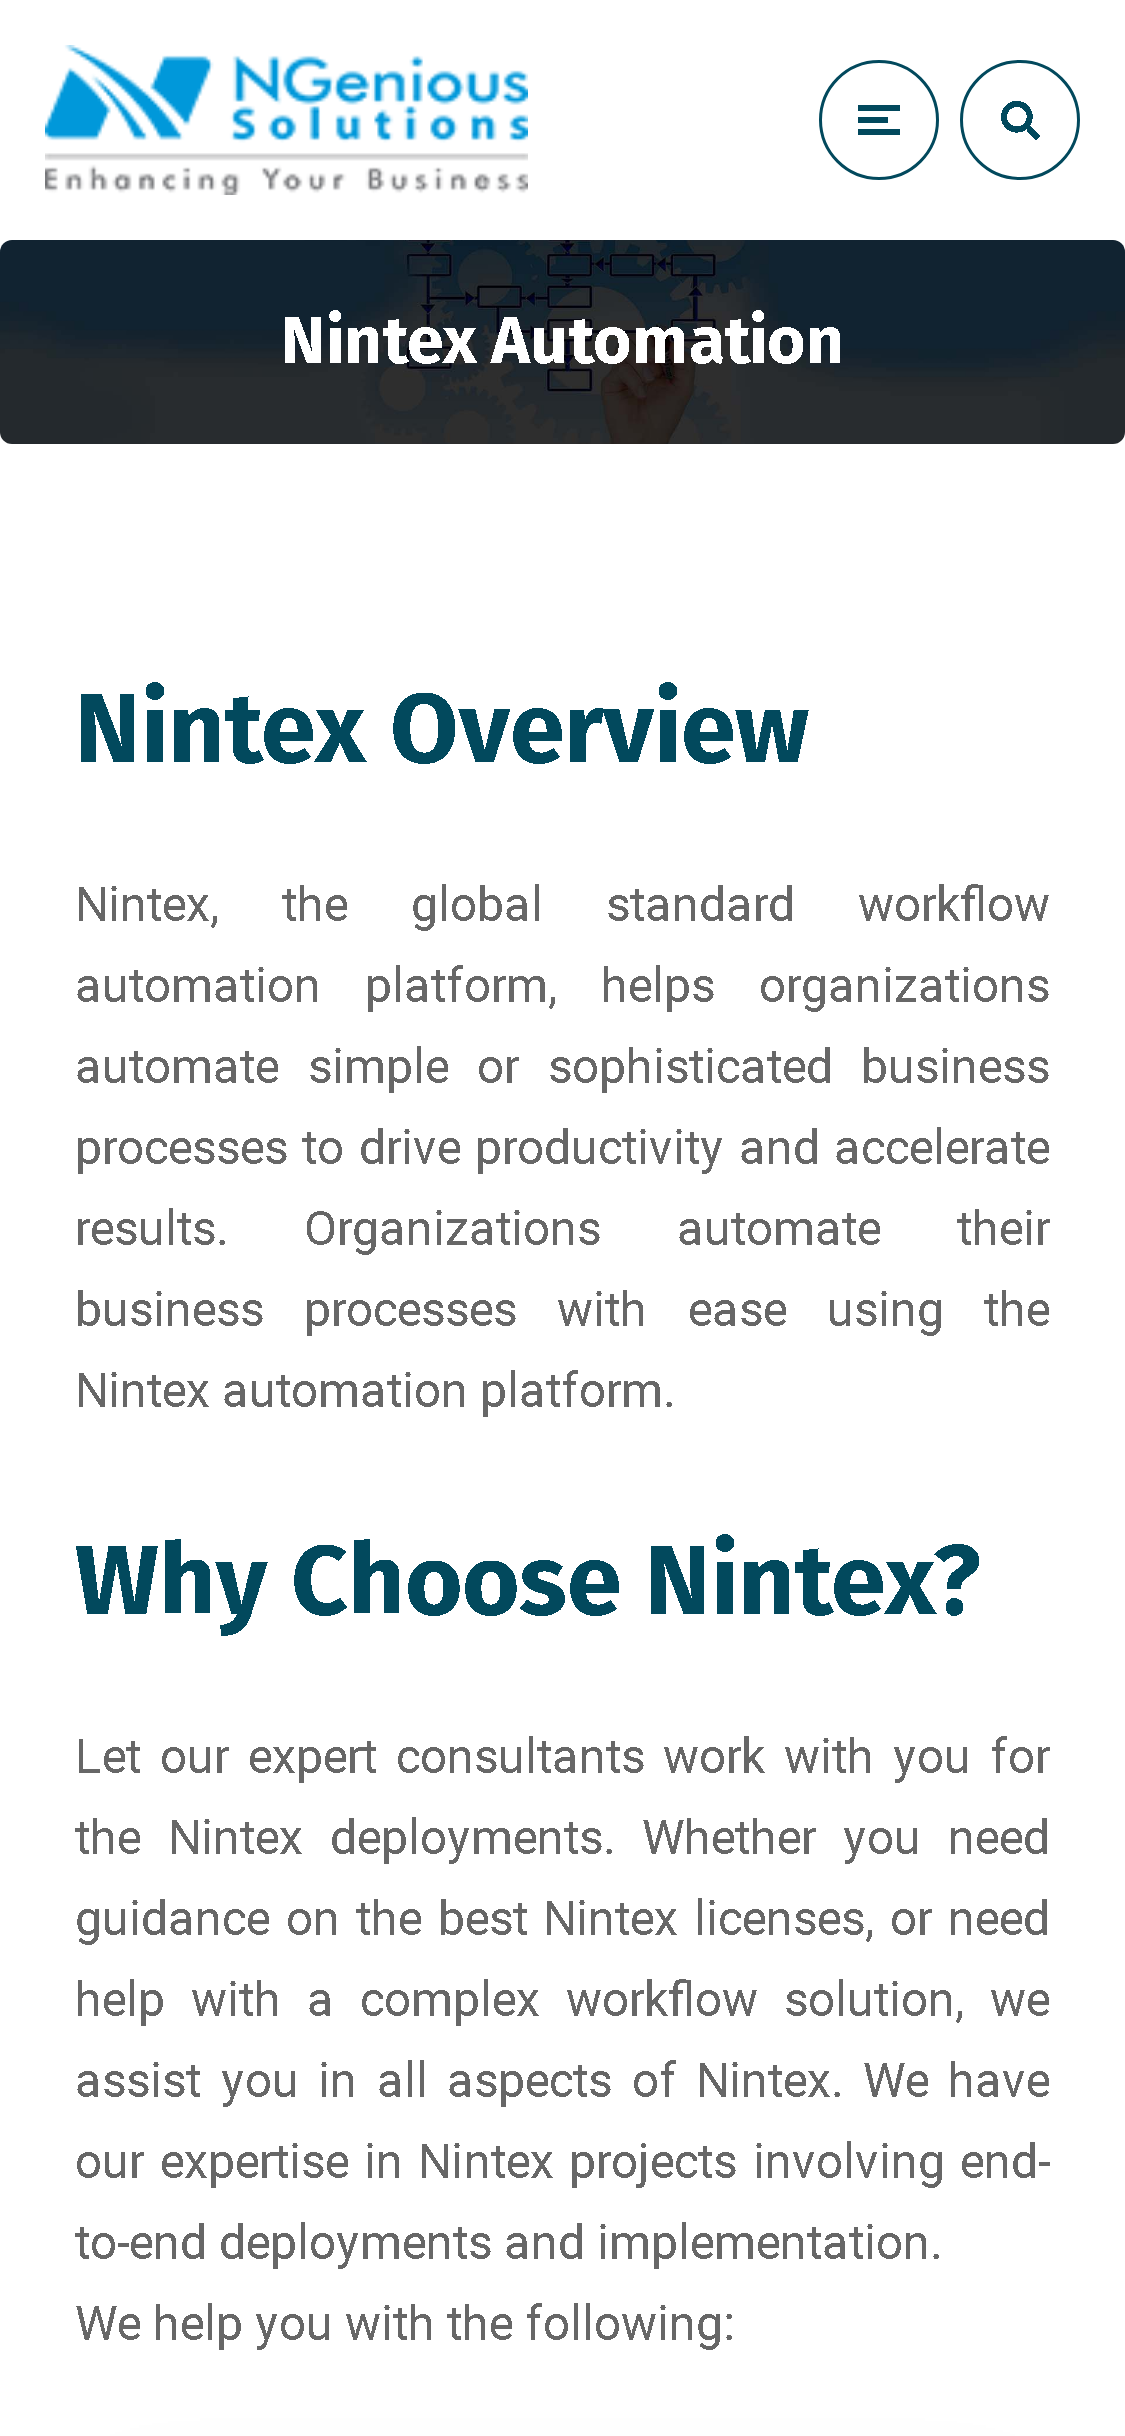 NGenious
Solutions
Enhancing Your Business
Nintex Automation
Nintex Overview
Nintex, the global standard workflow
automation platform, helps organizations
automate simple or sophisticated business
processes to drive productivity and accelerate
results. Organizations automate their
business processes with ease using the
Nintex automation platform.
Why Choose Nintex?
Let our expert consultants work with you for
the Nintex deployments. Whether you need
guidance on the best Nintex licenses, or need
help with a complex workflow solution, we
assist you in all aspects of Nintex. We have
our expertise in Nintex projects involving end-
to-end deployments and implementation.
We help you with the following: